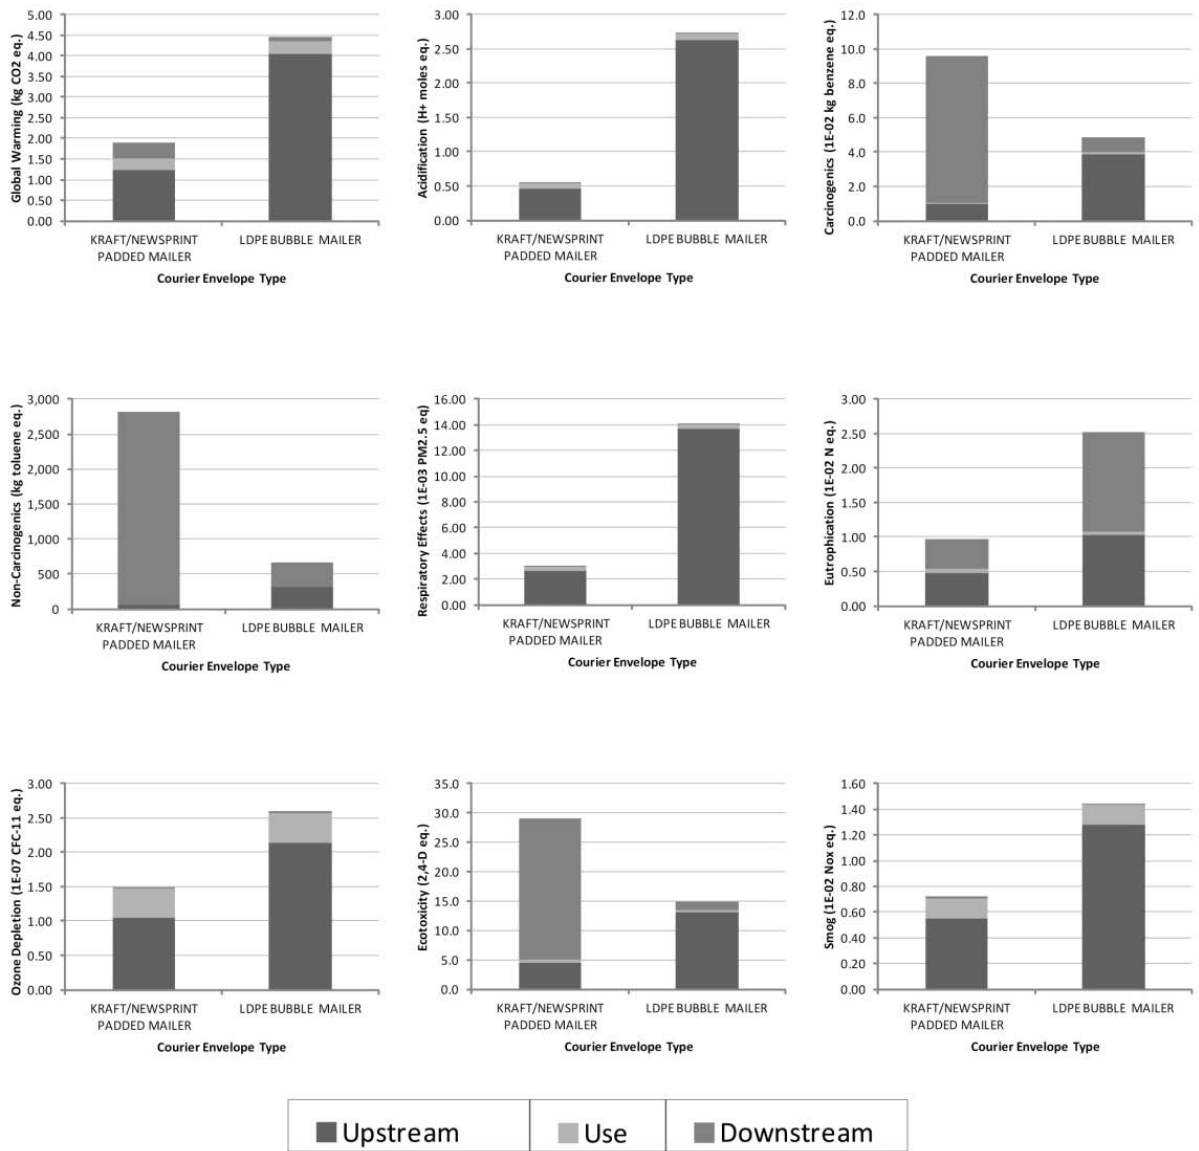 Global Warming (kg CO2 eq.)
5.00
4.50
4.00
3.50
3.00
2.50
2.00
1.50
1.00
0.50
0.00
KRAFT/NEWSPRINT
PADDED MAILER
LDPE BUBBLE MAILER
Courier Envelope Type
Acidification (H+ moles eq.)
3.00
2.50
2.00
1.50
1.00
0.50
0.00
KRAFT/NEWSPRINT
PADDED MAILER
LDPE BUBBLE MAILER
Courier Envelope Type
Carcinogenics (1E-02 kg benzene eq.)
12.0
10.0
8.0
6.0
4.0
2.0
0.0
KRAFT/NEWSPRINT
PADDED MAILER
LDPE BUBBLE MAILER
Courier Envelope Type
Non-Carcinogenics (kg toluene eq.)
3,000
2,500
2,000
1,500
1,000
500
0
KRAFT/NEWSPRINT
PADDED MAILER
LDPE BUBBLE MAILER
Courier Envelope Type
Respiratory Effects (1E-03 PM2.5 eq)
16.00
14.00
12.00
10.00
8.00
6.00
4.00
2.00
0.00
KRAFT/NEWSPRINT
PADDED MAILER
LDPE BUBBLE MAILER
Courier Envelope Type
Eutrophication (1E-02 N eq.)
3.00
2.50
2.00
1.50
1.00
0.50
0.00
KRAFT/NEWSPRINT
PADDED MAILER
LDPE BUBBLE MAILER
Courier Envelope Type
Ozone Depletion (1E-07 CFC-11 eq.)
3.00
2.50
2.00
1.50
1.00
0.50
0.00
KRAFT/NEWSPRINT
PADDED MAILER
LDPE BUBBLE MAILER
Courier Envelope Type
Ecotoxicity (2,4-D eq.)
35.0
30.0
25.0
20.0
15.0
10.0
5.0
0.0
KRAFT/NEWSPRINT
PADDED MAILER
LDPE BUBBLE MAILER
Courier Envelope Type
Smog (1E-02 Nox eq.)
1.60
1.40
1.20
1.00
0.80
0.60
0.40
0.20
0.00
KRAFT/NEWSPRINT
PADDED MAILER
LDPE BUBBLE MAILER
Courier Envelope Type
Upstream
Use
Downstream